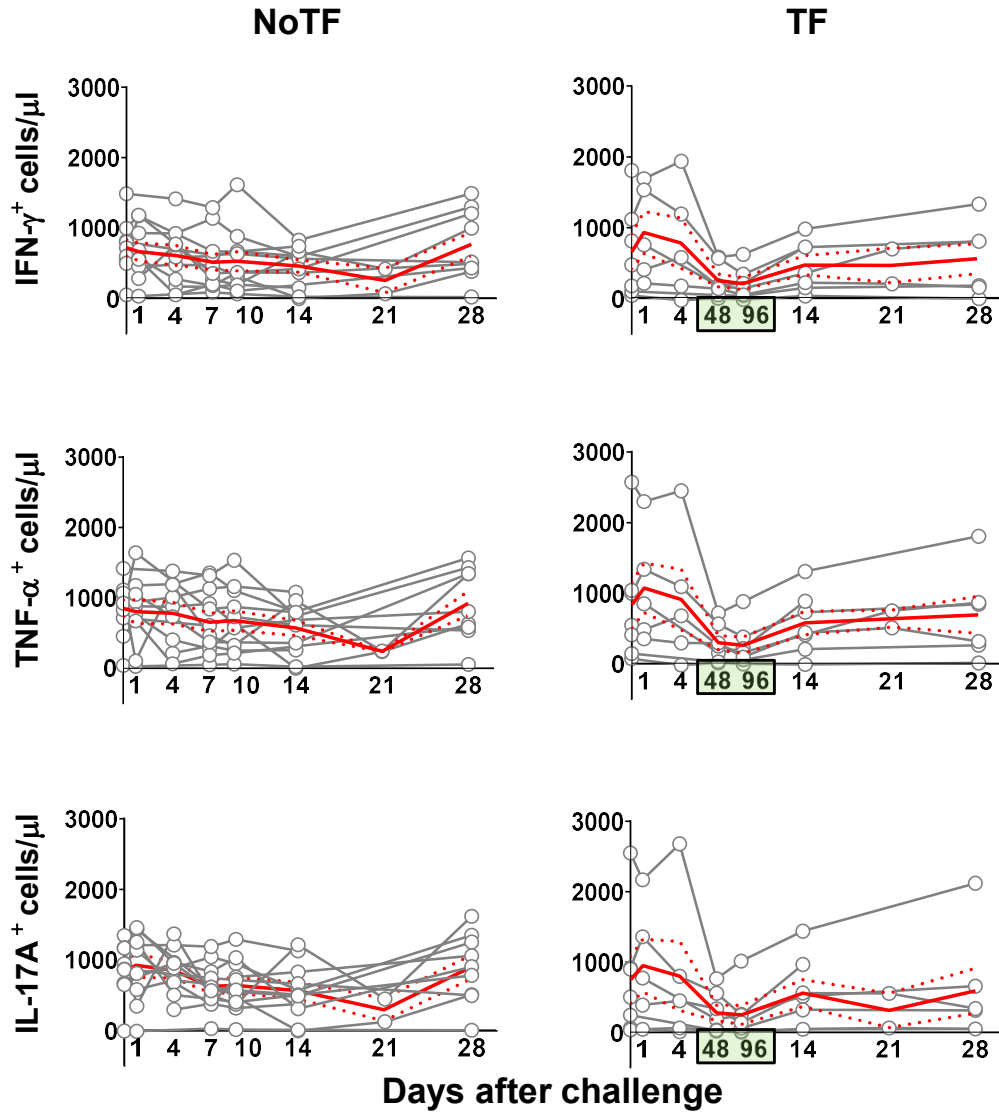 NoTF
TF
IFN-γ+ cells/μl
3000
2000
1000
0
1 4 7 10 14 21 28
3000
2000
1000
0
1 4 48 96 14 21 28
TNF-α+ cells/μl
3000
2000
1000
0
1 4 7 10 14 21 28
3000
2000
1000
0
1 4 48 96 14 21 28
IL-17A+ cells/μl
3000
2000
1000
0
1 4 7 10 14 21 28
3000
2000
1000
0
1 4 48 96 14 21 28
Days after challenge